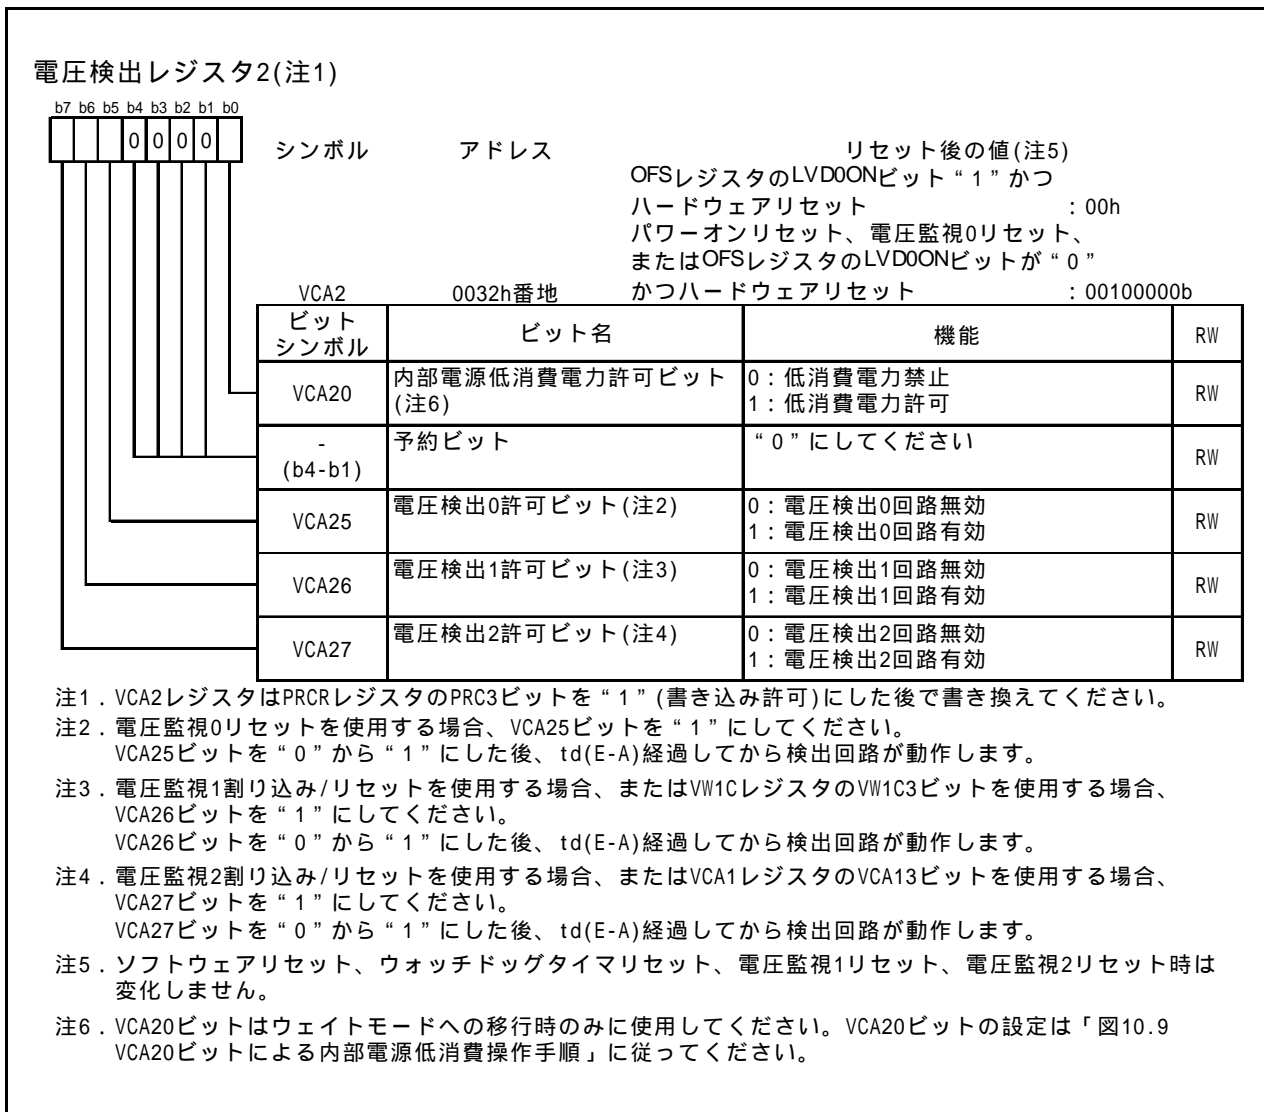 電圧検出レジスタ2(注1)
b7 b6 b5 b4 b3 b2 b1 b0
0 0 0 0
シンボル アドレス リセット後の値(注5)
OFSレジスタのLVD0ONビット“1”かつ
ハードウェアリセット :00h
パワーオンリセット、電圧監視0リセット、
またはOFSレジスタのLVD0ONビットが“0”
VCA2 0032h番地 かつハードウェアリセット :00100000b
ビット
シンボル ビット名 機能 RW
VCA20 内部電源低消費電力許可ビット
(注6) 0:低消費電力禁止
1:低消費電力許可 RW
-
(b4-b1) 予約ビット “0”にしてください RW
VCA25 電圧検出0許可ビット(注2) 0:電圧検出0回路無効
1:電圧検出0回路有効 RW
VCA26 電圧検出1許可ビット(注3) 0:電圧検出1回路無効
1:電圧検出1回路有効 RW
VCA27 電圧検出2許可ビット(注4) 0:電圧検出2回路無効
1:電圧検出2回路有効 RW
注1.VCA2レジスタはPRCRレジスタのPRC3ビットを“1”(書き込み許可)にした後で書き換えてください。
注2.電圧監視0リセットを使用する場合、VCA25ビットを“1”にしてください。
VCA25ビットを“0”から“1”にした後、td(E-A)経過してから検出回路が動作します。
注3.電圧監視1割り込み/リセットを使用する場合、またはVW1CレジスタのVW1C3ビットを使用する場合、
VCA26ビットを“1”にしてください。
VCA26ビットを“0”から“1”にした後、td(E-A)経過してから検出回路が動作します。
注4.電圧監視2割り込み/リセットを使用する場合、またはVCA1レジスタのVCA13ビットを使用する場合、
VCA27ビットを“1”にしてください。
VCA27ビットを“0”から“1”にした後、td(E-A)経過してから検出回路が動作します。
注5.ソフトウェアリセット、ウォッチドッグタイマリセット、電圧監視1リセット、電圧監視2リセット時は
変化しません。
注6.VCA20ビットはウェイトモードへの移行時のみに使用してください。VCA20ビットの設定は「図10.9
VCA20ビットによる内部電源低消費操作手順」に従ってください。